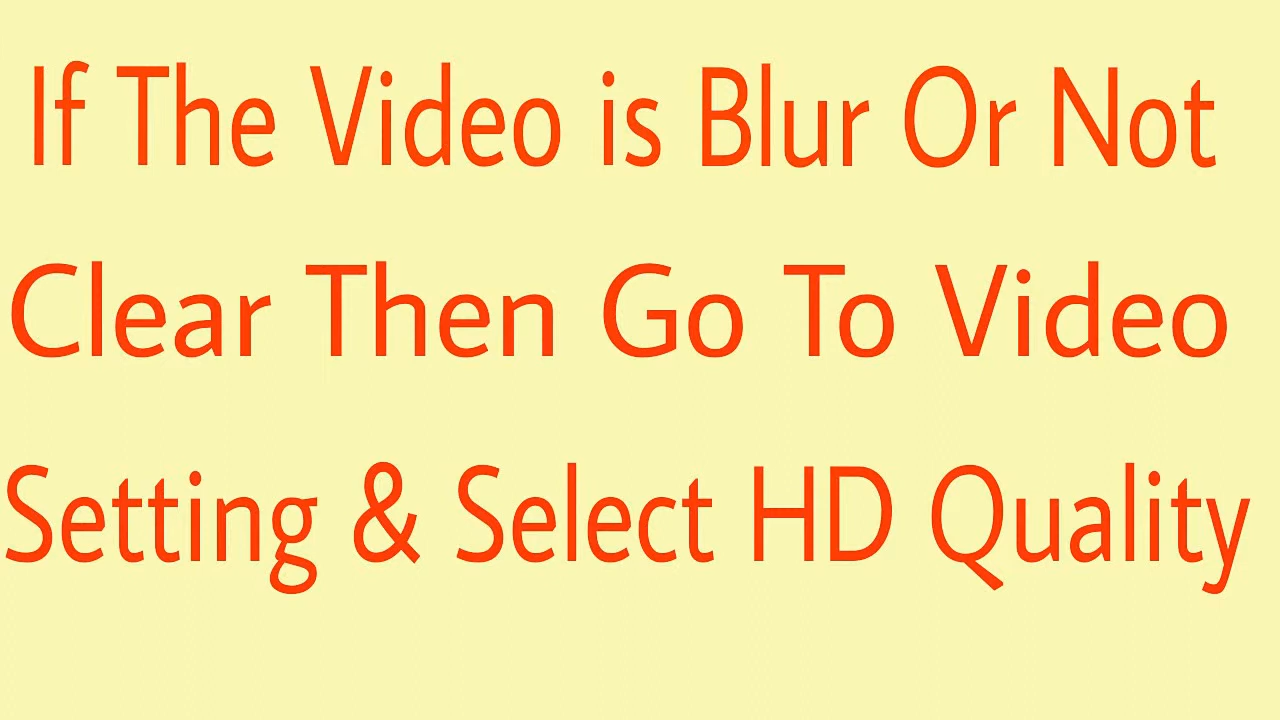 If The Video is Blur Or Not
Clear Then Go To Video
Setting & Select HD Quality